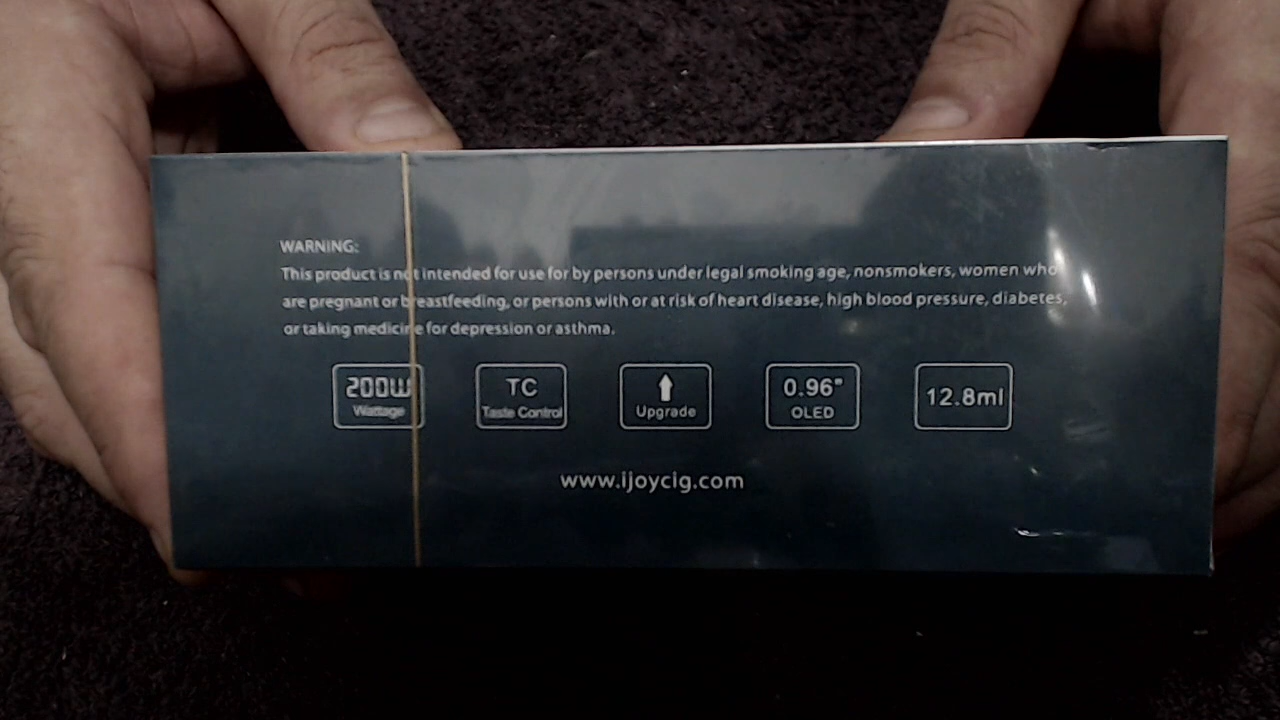 WARNING:
This product is not intended for use for by persons under legal smoking age, nonsmokers, women who
are pregnant or breastfeeding, or persons with or at risk of heart disease, high blood pressure, diabetes,
or taking medicine for depression or asthma.
200W TC Upgrade 0.96" 12.8ml
Wattage Taste Control OLED
www.ijoycig.com